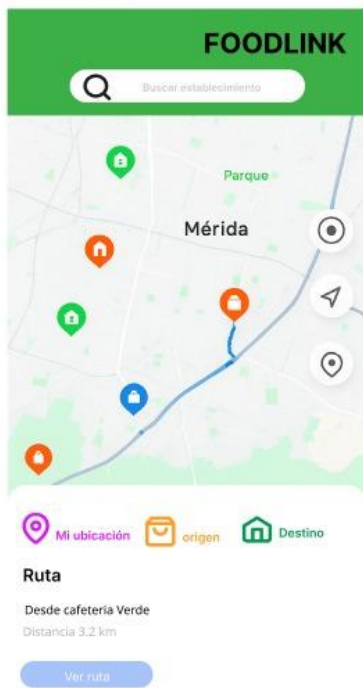 FOODLINK
Buscar establecimiento
Parque
Mérida
Mi ubicación origen Destino
Ruta
Desde cafeteria Verde
Distancia 3.2 km
Ver ruta